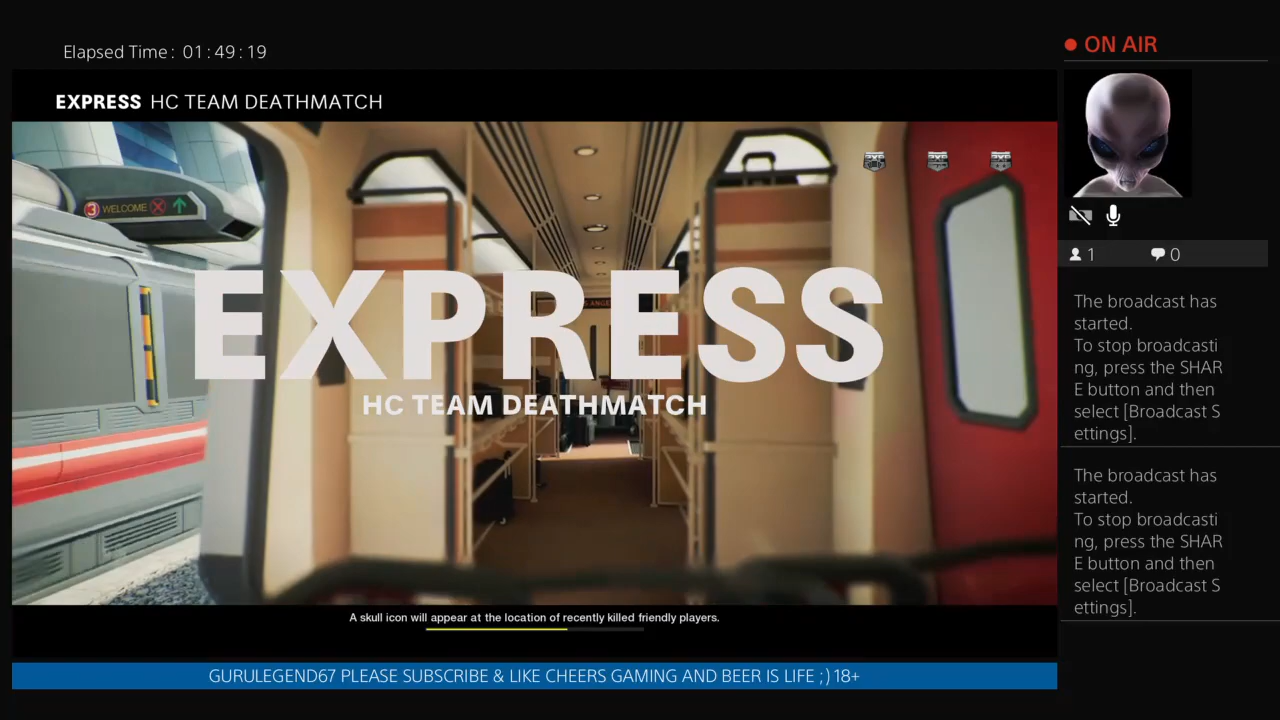 Elapsed Time: 01:49:19
ON AIR
EXPRESS HC TEAM DEATHMATCH
3 WELCOME
EXPRESS
HC TEAM DEATHMATCH
1
0
The broadcast has
started.
To stop broadcasti
ng, press the SHAR
E button and then
select [Broadcast S
ettings].
The broadcast has
started.
To stop broadcasti
ng, press the SHAR
E button and then
select [Broadcast S
ettings].
A skull icon will appear at the location of recently killed friendly players.
GURULEGEND67 PLEASE SUBSCRIBE & LIKE CHEERS GAMING AND BEER IS LIFE ;) 18+